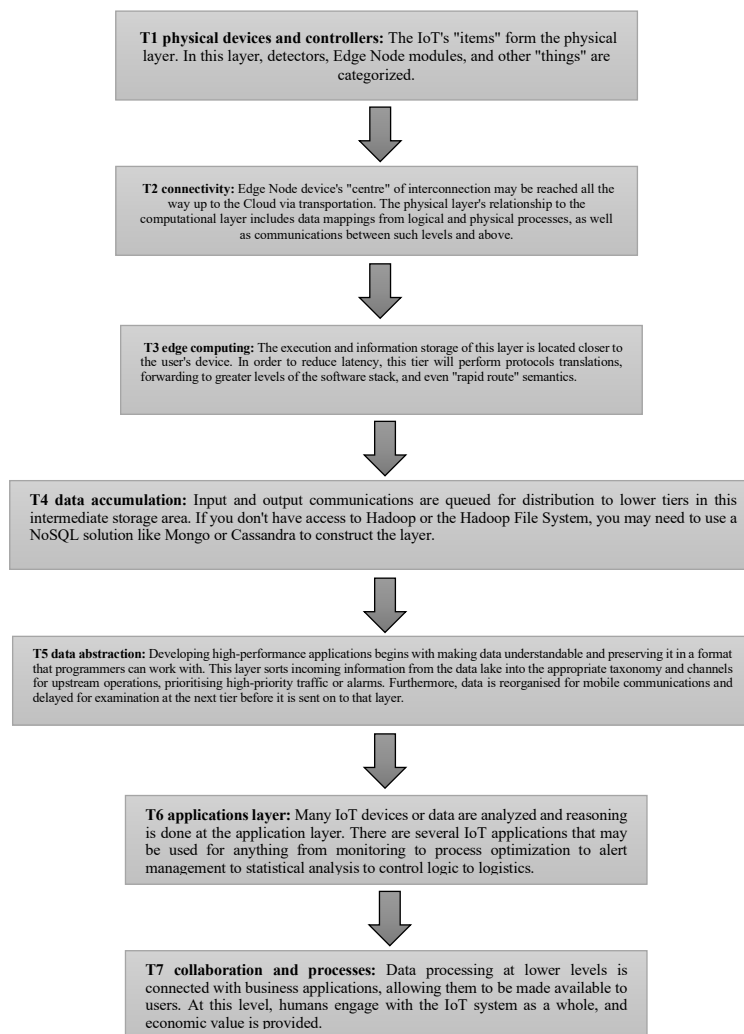 T1 physical devices and controllers: The IoT's "items" form the physical
layer. In this layer, detectors, Edge Node modules, and other "things" are
categorized.
T2 connectivity: Edge Node device's "centre" of interconnection may be reached all the
way up to the Cloud via transportation. The physical layer's relationship to the
computational layer includes data mappings from logical and physical processes, as well
as communications between such levels and above.
T3 edge computing: The execution and information storage of this layer is located closer to
the user's device. In order to reduce latency, this tier will perform protocols translations,
forwarding to greater levels of the software stack, and even "rapid route" semantics.
T4 data accumulation: Input and output communications are queued for distribution to lower tiers in this
intermediate storage area. If you don't have access to Hadoop or the Hadoop File System, you may need to use a
NoSQL solution like Mongo or Cassandra to construct the layer.
T5 data abstraction: Developing high-performance applications begins with making data understandable and preserving it in a format
that programmers can work with. This layer sorts incoming information from the data lake into the appropriate taxonomy and channels
for upstream operations, prioritising high-priority traffic or alarms. Furthermore, data is reorganised for mobile communications and
delayed for examination at the next tier before it is sent on to that layer.
T6 applications layer: Many IoT devices or data are analyzed and reasoning
is done at the application layer. There are several IoT applications that may
be used for anything from monitoring to process optimization to alert
management to statistical analysis to control logic to logistics.
T7 collaboration and processes: Data processing at lower levels is
connected with business applications, allowing them to be made available to
users. At this level, humans engage with the IoT system as a whole, and
economic value is provided.